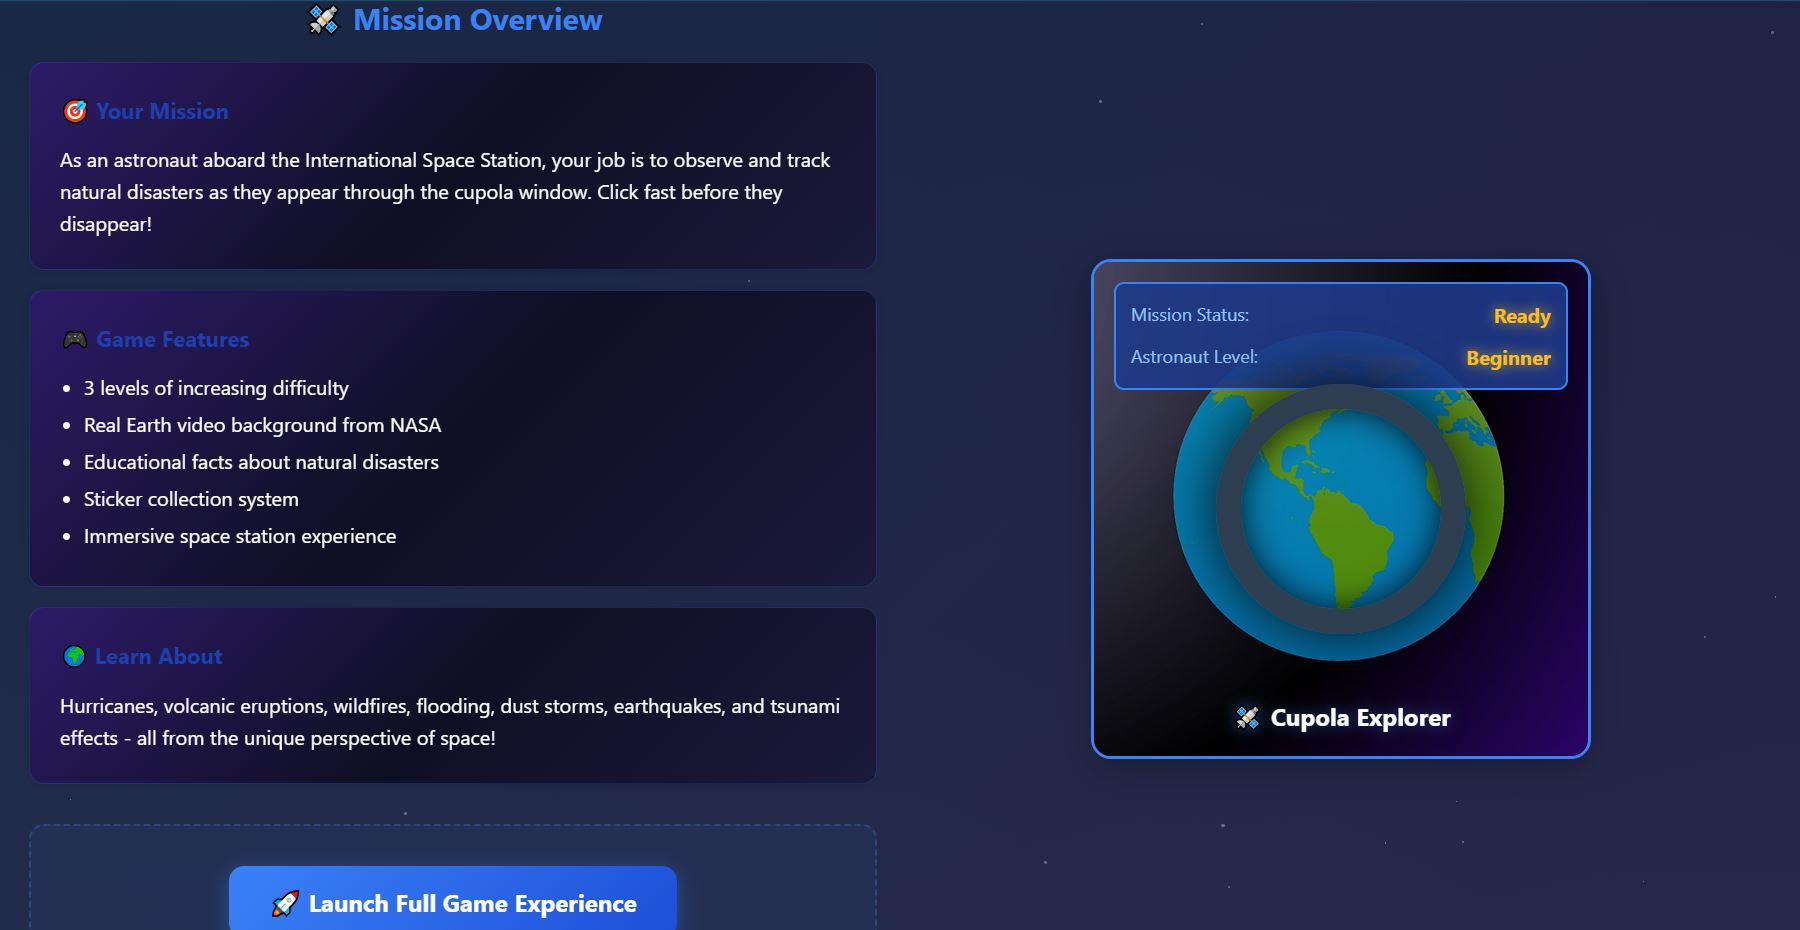 Mission Overview
Your Mission
As an astronaut aboard the International Space Station, your job is to observe and track
natural disasters as they appear through the cupola window. Click fast before they
disappear!
Game Features
3 levels of increasing difficulty
Real Earth video background from NASA
Educational facts about natural disasters
Sticker collection system
Immersive space station experience
Learn About
Hurricanes, volcanic eruptions, wildfires, flooding, dust storms, earthquakes, and tsunami
effects - all from the unique perspective of space!
Launch Full Game Experience
Mission Status: Ready
Astronaut Level: Beginner
Cupola Explorer